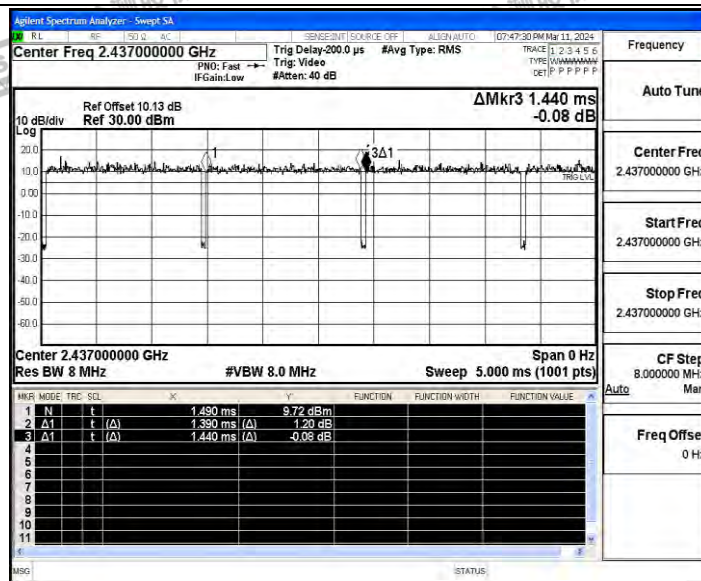 Agilent Spectrum Analyzer - Swept SA
RL RF 50 Ω AC SENSE:INT SOURCE OFF ALIGN AUTO 07:47:30 PM Mar 11, 2024
Center Freq 2.437000000 GHz
PNO: Fast
IFGain:Low
Trig Delay-200.0 µs
Trig: Video
#Atten: 40 dB
#Avg Type: RMS
TRACE 1 2 3 4 5 6
TYPE
DET P P P P P P
Ref Offset 10.13 dB
10 dB/div Ref 30.00 dBm
Log
ΔMkr3 1.440 ms
-0.08 dB
20.0
10.0
0.00
-10.0
-20.0
-30.0
-40.0
-50.0
-60.0
1
3Δ1
TRIG LVL
Center 2.437000000 GHz Span 0 Hz
Res BW 8 MHz #VBW 8.0 MHz Sweep 5.000 ms (1001 pts)
MKR MODE TRC SCL X Y FUNCTION FUNCTION WIDTH FUNCTION VALUE
1 N t 1.490 ms 9.72 dBm
2 Δ1 t (Δ) 1.390 ms (Δ) 1.20 dB
3 Δ1 t (Δ) 1.440 ms (Δ) -0.08 dB
4
5
6
7
8
9
10
11
MSG STATUS
Frequency
Auto Tune
Center Freq
2.437000000 GHz
Start Freq
2.437000000 GHz
Stop Freq
2.437000000 GHz
CF Step
8.000000 MHz
Auto Man
Freq Offset
0 Hz